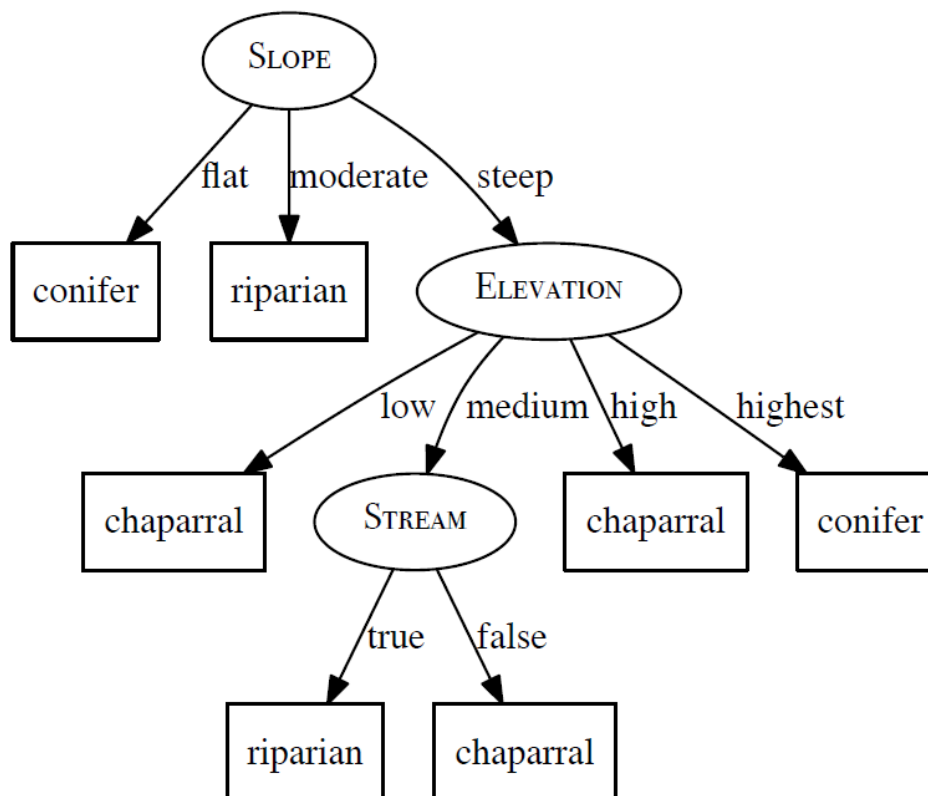 SLOPE
flat moderate steep
conifer riparian ELEVATION
low medium high highest
chaparral STREAM chaparral conifer
true false
riparian chaparral